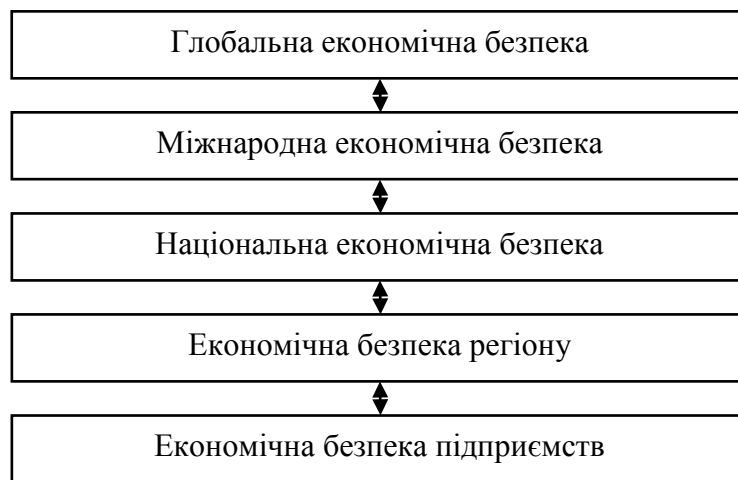 Глобальна економічна безпека
Міжнародна економічна безпека
Національна економічна безпека
Економічна безпека регіону
Економічна безпека підприємств